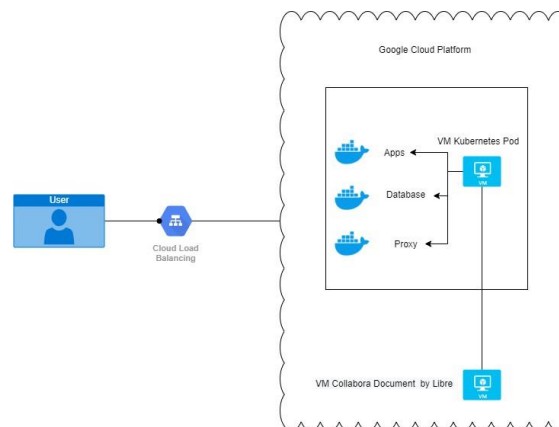 Google Cloud Platform
VM Kubernetes Pod
Apps
VM
Database
User
Proxy
Cloud Load
Balancing
VM Collabora Document by Libre
VM